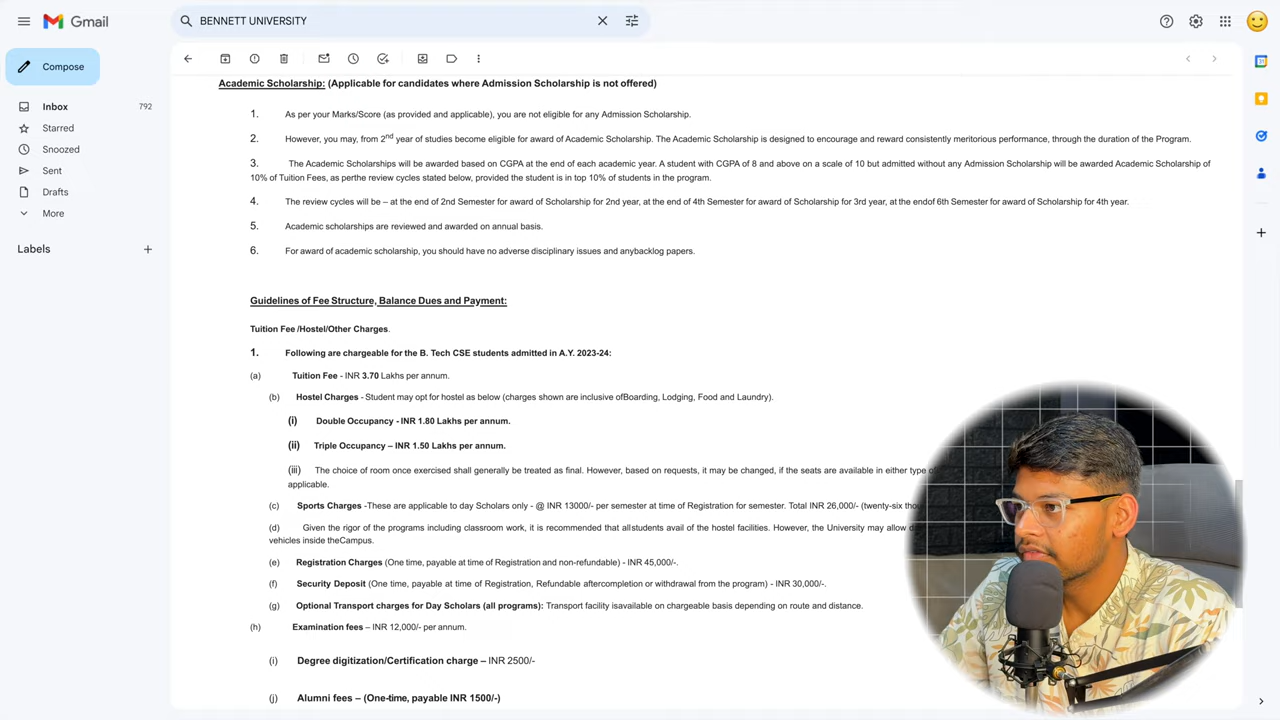 Gmail
BENNETT UNIVERSITY
Compose
Inbox 792
Starred
Snoozed
Sent
Drafts
More
Labels
Academic Scholarship: (Applicable for candidates where Admission Scholarship is not offered)
1. As per your Marks/Score (as provided and applicable), you are not eligible for any Admission Scholarship.
2. However, you may, from 2nd year of studies become eligible for award of Academic Scholarship. The Academic Scholarship is designed to encourage and reward consistently meritorious performance, through the duration of the Program.
3. The Academic Scholarships will be awarded based on CGPA at the end of each academic year. A student with CGPA of 8 and above on a scale of 10 but admitted without any Admission Scholarship will be awarded Academic Scholarship of
10% of Tuition Fees, as perthe review cycles stated below, provided the student is in top 10% of students in the program.
4. The review cycles will be – at the end of 2nd Semester for award of Scholarship for 2nd year, at the end of 4th Semester for award of Scholarship for 3rd year, at the endof 6th Semester for award of Scholarship for 4th year.
5. Academic scholarships are reviewed and awarded on annual basis.
6. For award of academic scholarship, you should have no adverse disciplinary issues and anybacklog papers.
Guidelines of Fee Structure, Balance Dues and Payment:
Tuition Fee /Hostel/Other Charges.
1. Following are chargeable for the B. Tech CSE students admitted in A.Y. 2023-24:
(a) Tuition Fee - INR 3.70 Lakhs per annum.
(b) Hostel Charges - Student may opt for hostel as below (charges shown are inclusive ofBoarding, Lodging, Food and Laundry).
(i) Double Occupancy - INR 1.80 Lakhs per annum.
(ii) Triple Occupancy – INR 1.50 Lakhs per annum.
(iii) The choice of room once exercised shall generally be treated as final. However, based on requests, it may be changed, if the seats are available in either type of
applicable.
(c) Sports Charges -These are applicable to day Scholars only - @ INR 13000/- per semester at time of Registration for semester. Total INR 26,000/- (twenty-six
(d) Given the rigor of the programs including classroom work, it is recommended that allstudents avail of the hostel facilities. However, the University may allow
vehicles inside theCampus.
(e) Registration Charges (One time, payable at time of Registration and non-refundable) - INR 45,000/-.
(f) Security Deposit (One time, payable at time of Registration, Refundable aftercompletion or withdrawal from the program) - INR 30,000/-.
(g) Optional Transport charges for Day Scholars (all programs): Transport facility isavailable on chargeable basis depending on route and distance.
(h) Examination fees – INR 12,000/- per annum.
(i) Degree digitization/Certification charge – INR 2500/-
(j) Alumni fees – (One-time, payable INR 1500/-)